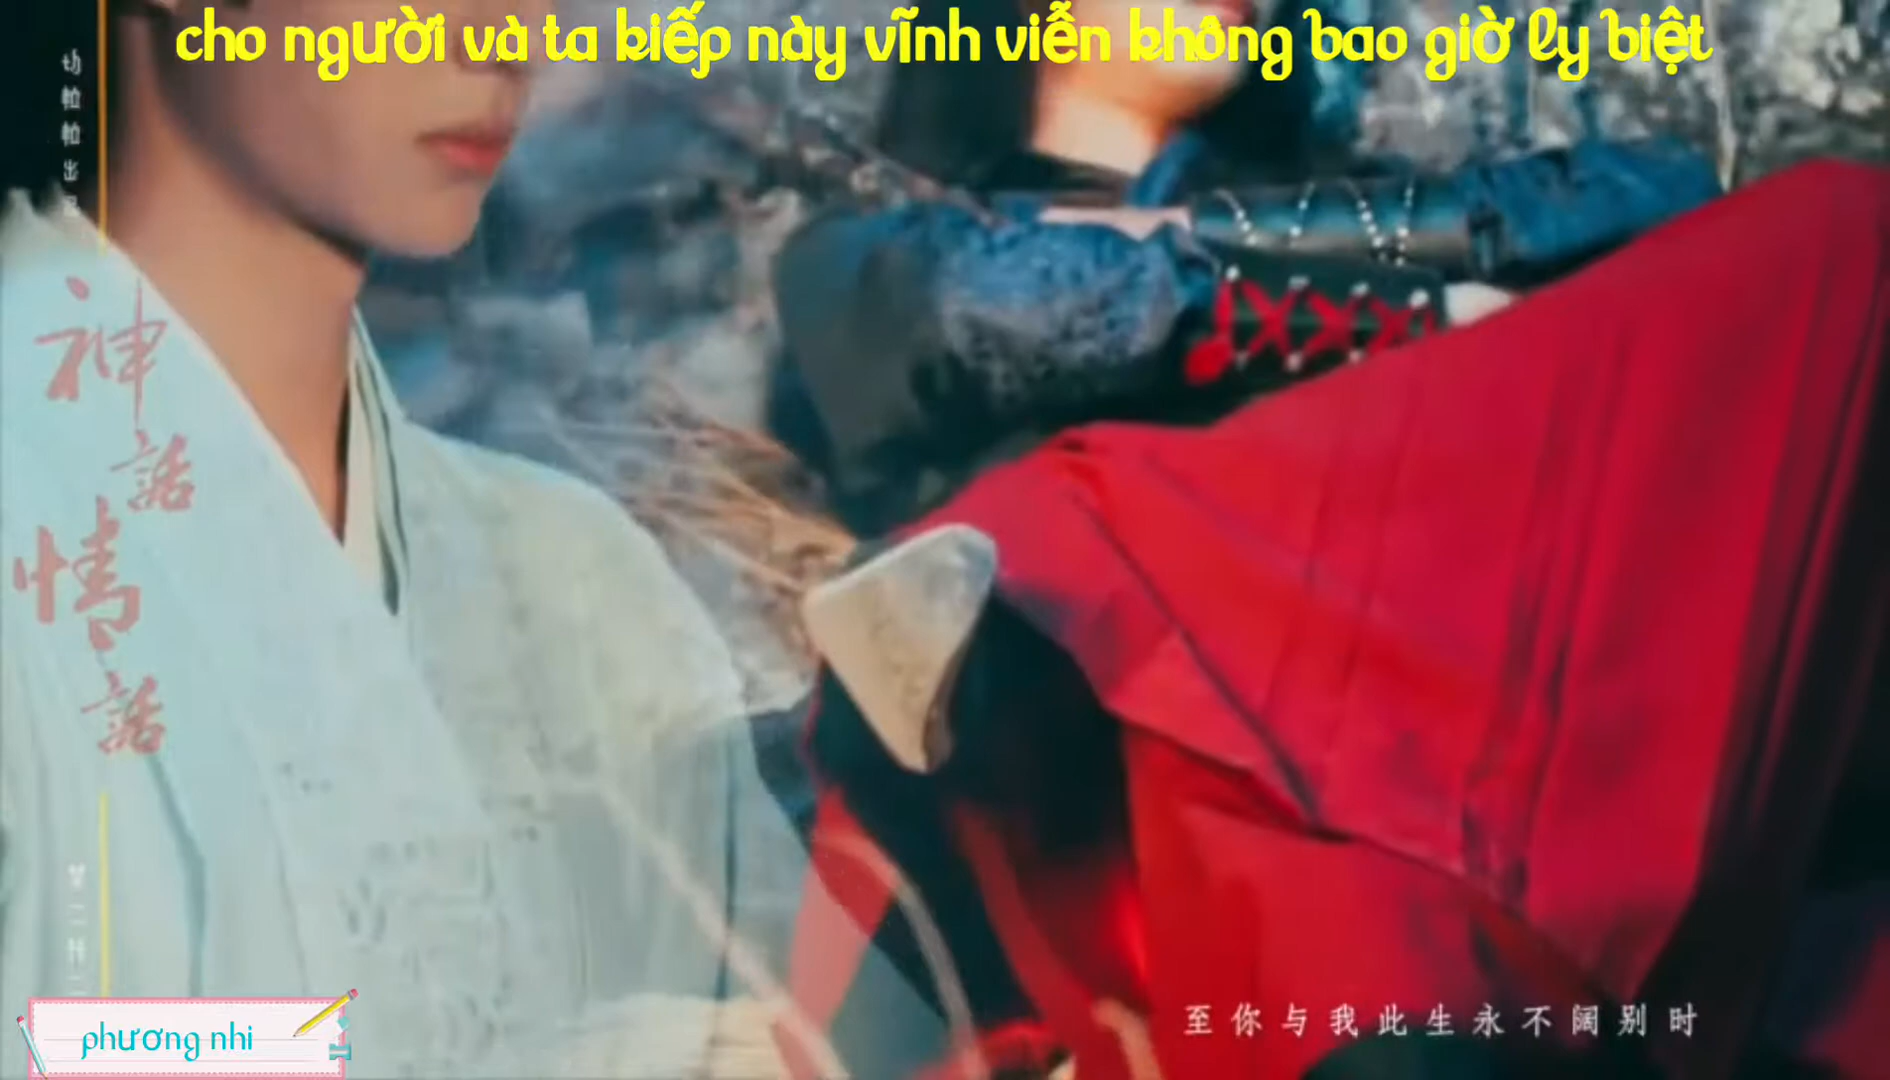 cho người và ta kiếp này vĩnh viễn không bao giờ ly biệt
神話情話
至你与我此生永不阔别时
phương nhi